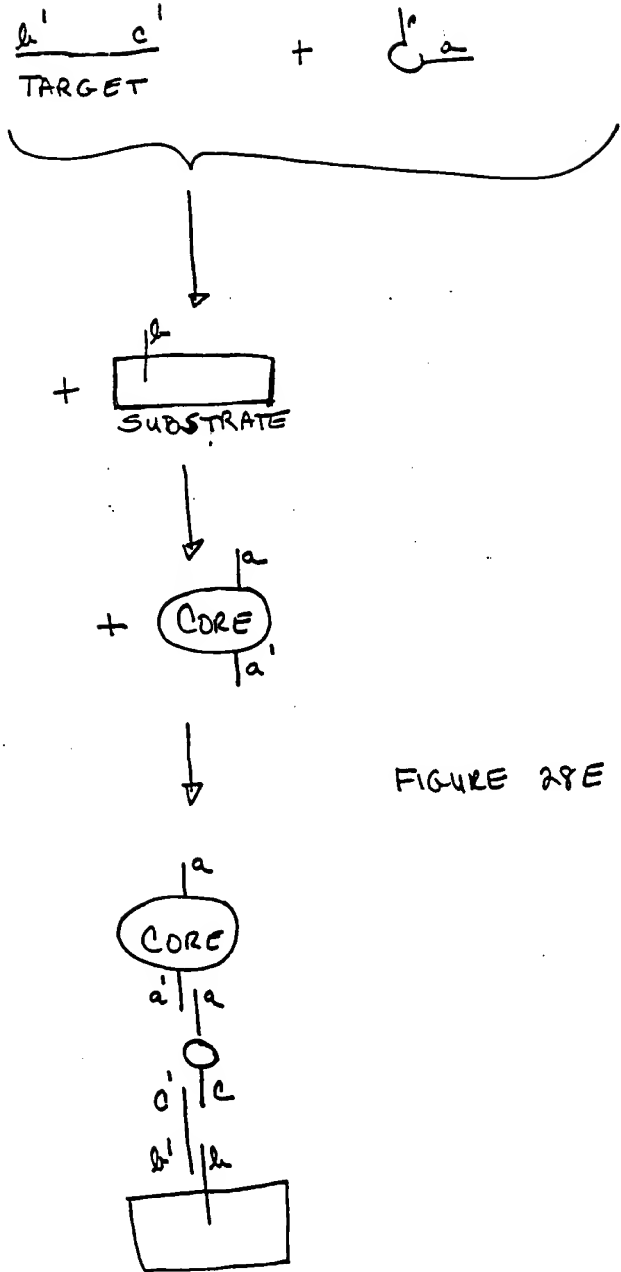 b' c' + c a
TARGET
b
+
SUBSTRATE
a
+ CORE
a'
FIGURE 28E
a
CORE
a' a
c' c
b' b